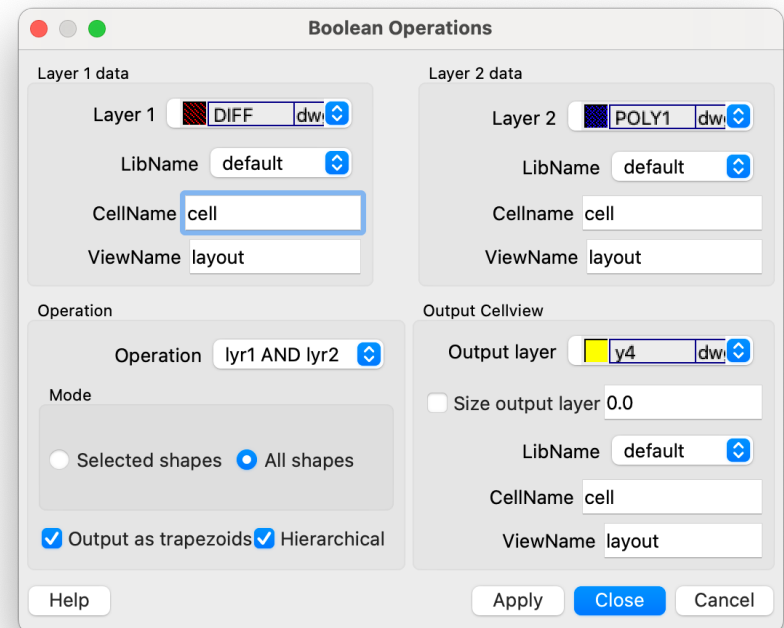 Boolean Operations
Layer 1 data
Layer 1 DIFF dw
LibName default
CellName cell
ViewName layout
Layer 2 data
Layer 2 POLY1 dw
LibName default
Cellname cell
ViewName layout
Operation
Operation lyr1 AND lyr2
Mode
Selected shapes All shapes
Output as trapezoids Hierarchical
Output Cellview
Output layer y4 dw
Size output layer 0.0
LibName default
CellName cell
ViewName layout
Help Apply Close Cancel